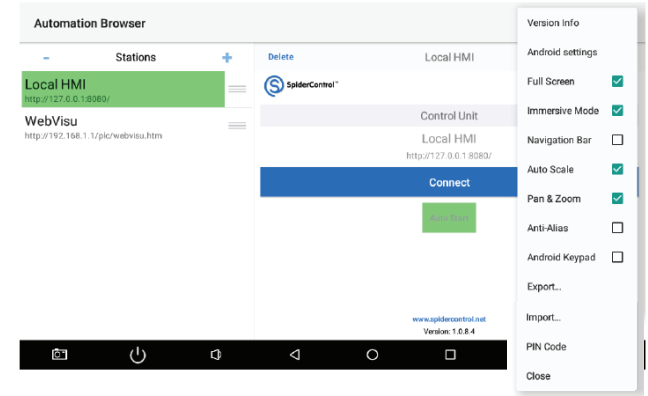 Automation Browser
- Stations +
Local HMI
http://127.0.0.1:8080/
WebVisu
http://192.168.1.1/plc/webvisu.htm
Delete Local HMI
SpiderControl™
Control Unit
Local HMI
http://127.0.0.1:8080/
Connect
Auto Start
www.spidercontrol.net
Version: 1.0.8.4
Version Info
Android settings
Full Screen
Immersive Mode
Navigation Bar
Auto Scale
Pan & Zoom
Anti-Alias
Android Keypad
Export...
Import...
PIN Code
Close